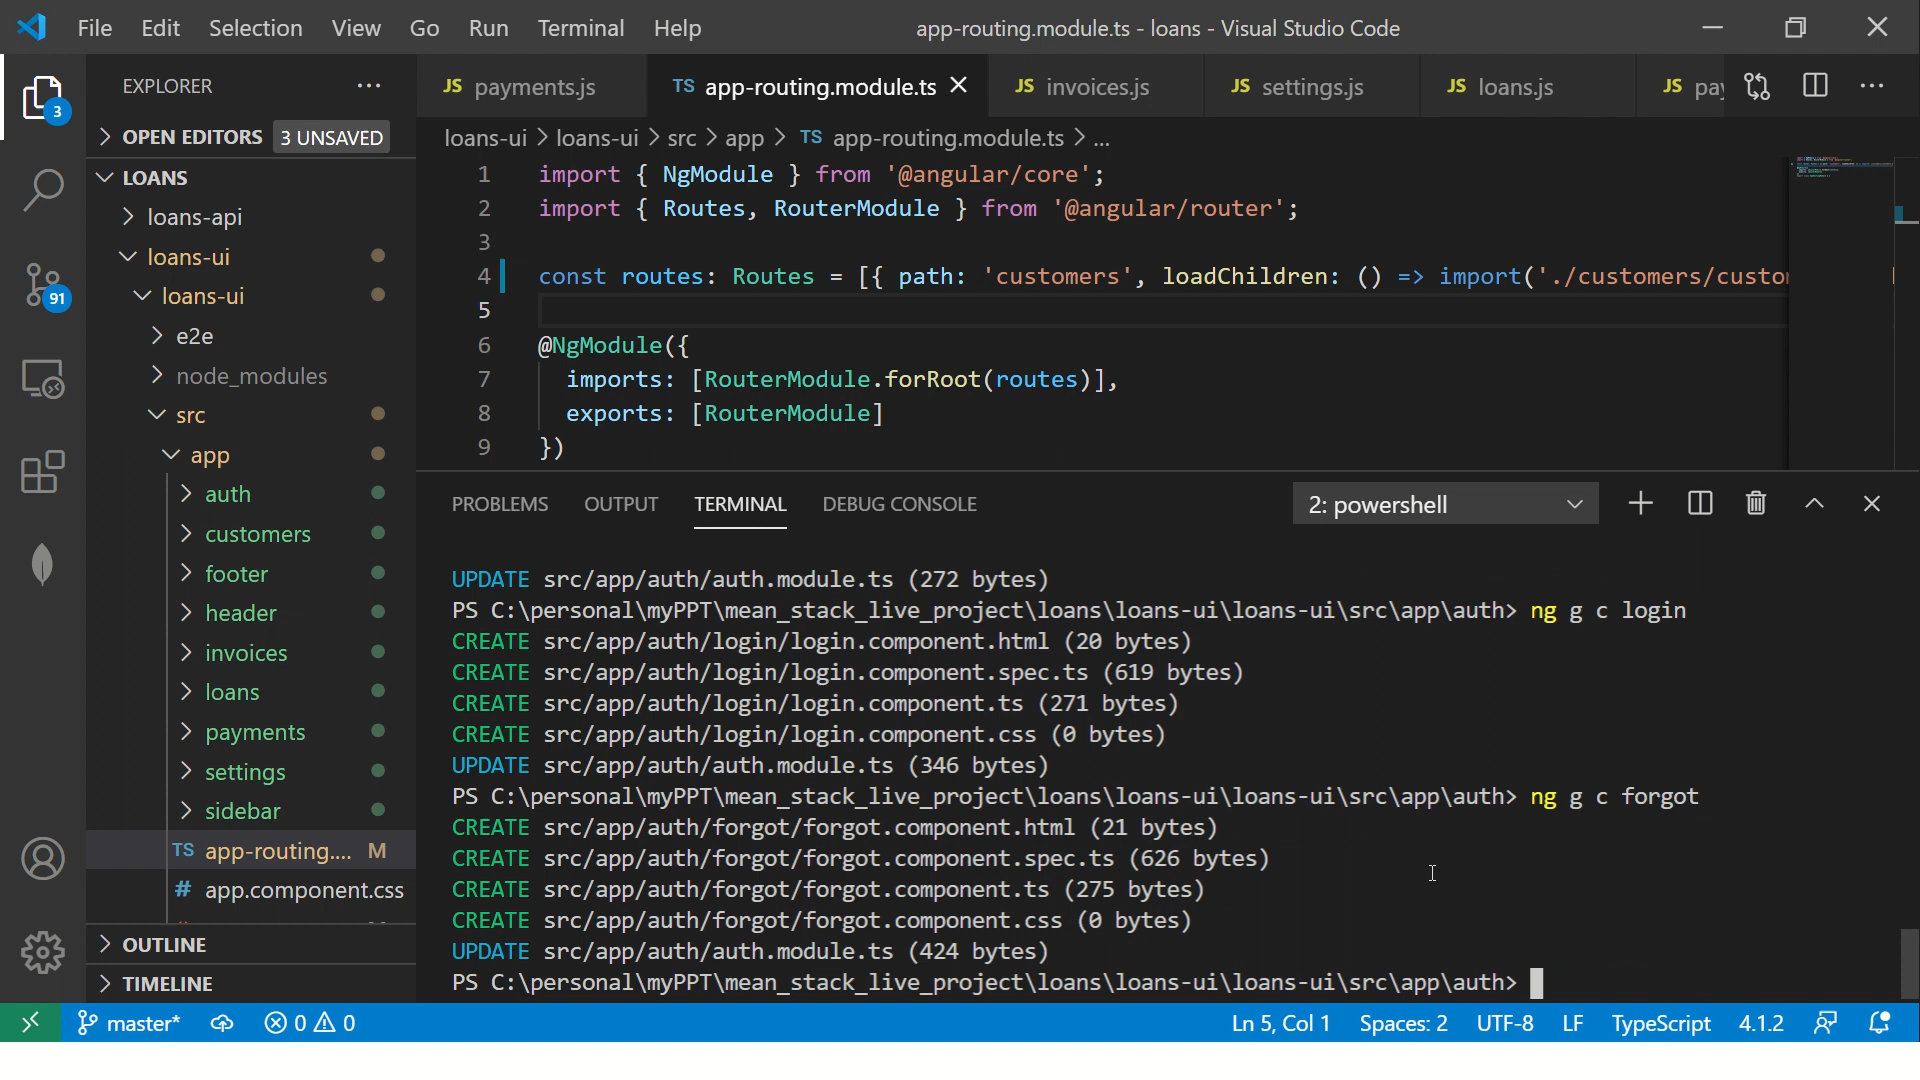 File Edit Selection View Go Run Terminal Help app-routing.module.ts - loans - Visual Studio Code
EXPLORER ...
3
OPEN EDITORS 3 UNSAVED
LOANS
loans-api
loans-ui
loans-ui
e2e
node_modules
src
app
auth
customers
footer
header
invoices
loans
payments
settings
sidebar
TS app-routing.... M
# app.component.css
OUTLINE
TIMELINE
91
JS payments.js TS app-routing.module.ts JS invoices.js JS settings.js JS loans.js JS pay
loans-ui > loans-ui > src > app > TS app-routing.module.ts > ...
1 import { NgModule } from '@angular/core';
2 import { Routes, RouterModule } from '@angular/router';
3
4 const routes: Routes = [{ path: 'customers', loadChildren: () => import('./customers/custo
5
6 @NgModule({
7 imports: [RouterModule.forRoot(routes)],
8 exports: [RouterModule]
9 })
PROBLEMS OUTPUT TERMINAL DEBUG CONSOLE 2: powershell
UPDATE src/app/auth/auth.module.ts (272 bytes)
PS C:\personal\myPPT\mean_stack_live_project\loans\loans-ui\loans-ui\src\app\auth> ng g c login
CREATE src/app/auth/login/login.component.html (20 bytes)
CREATE src/app/auth/login/login.component.spec.ts (619 bytes)
CREATE src/app/auth/login/login.component.ts (271 bytes)
CREATE src/app/auth/login/login.component.css (0 bytes)
UPDATE src/app/auth/auth.module.ts (346 bytes)
PS C:\personal\myPPT\mean_stack_live_project\loans\loans-ui\loans-ui\src\app\auth> ng g c forgot
CREATE src/app/auth/forgot/forgot.component.html (21 bytes)
CREATE src/app/auth/forgot/forgot.component.spec.ts (626 bytes)
CREATE src/app/auth/forgot/forgot.component.ts (275 bytes)
CREATE src/app/auth/forgot/forgot.component.css (0 bytes)
UPDATE src/app/auth/auth.module.ts (424 bytes)
PS C:\personal\myPPT\mean_stack_live_project\loans\loans-ui\loans-ui\src\app\auth>
master* 0 0 Ln 5, Col 1 Spaces: 2 UTF-8 LF TypeScript 4.1.2